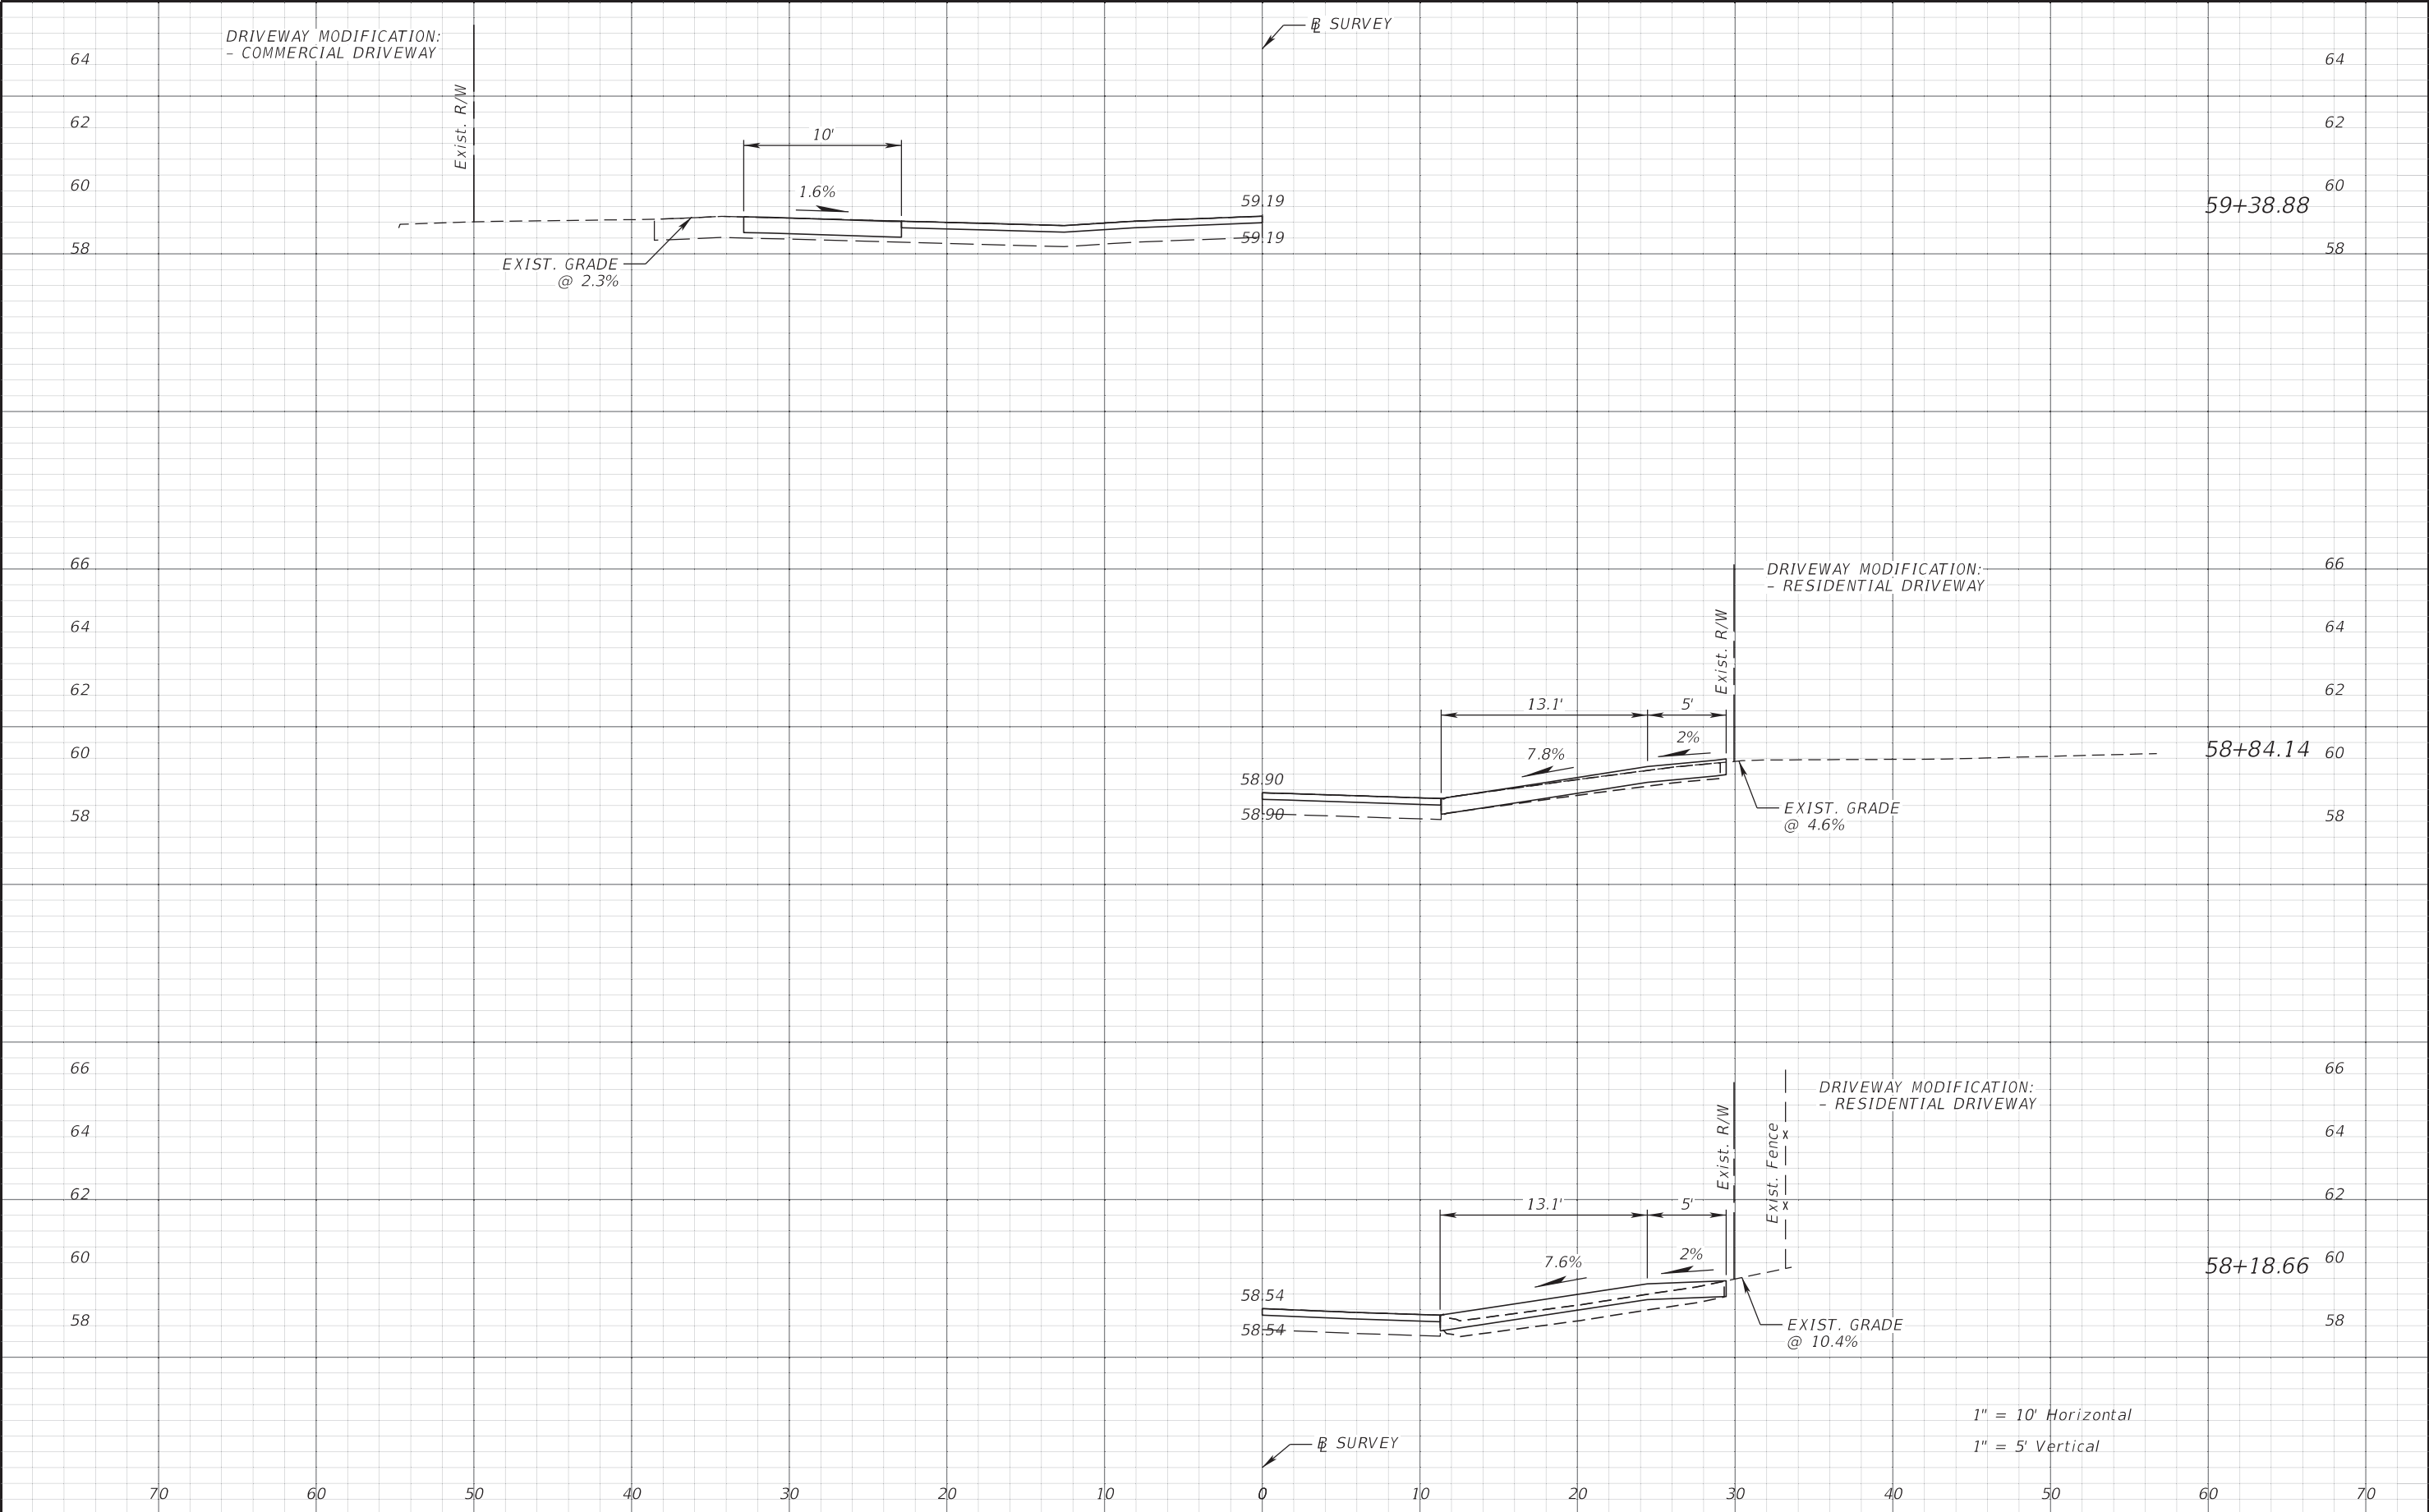 BL SURVEY
DRIVEWAY MODIFICATION:
- COMMERCIAL DRIVEWAY
64
64
Exist. R/W
62
62
10'
60
1.6%
60
59.19
59+38.88
59.19
58
58
EXIST. GRADE
@ 2.3%
66
66
DRIVEWAY MODIFICATION:
- RESIDENTIAL DRIVEWAY
64
64
Exist. R/W
62
62
13.1'
5'
2%
60
7.8%
58+84.14
60
58.90
58.90
58
58
EXIST. GRADE
@ 4.6%
66
66
DRIVEWAY MODIFICATION:
- RESIDENTIAL DRIVEWAY
64
64
Exist. R/W
Exist. Fence
x
x
62
62
13.1'
5'
60
7.6%
2%
58+18.66
60
58.54
58.54
58
58
EXIST. GRADE
@ 10.4%
1" = 10' Horizontal
1" = 5' Vertical
BL SURVEY
70 60 50 40 30 20 10 0 10 20 30 40 50 60 70